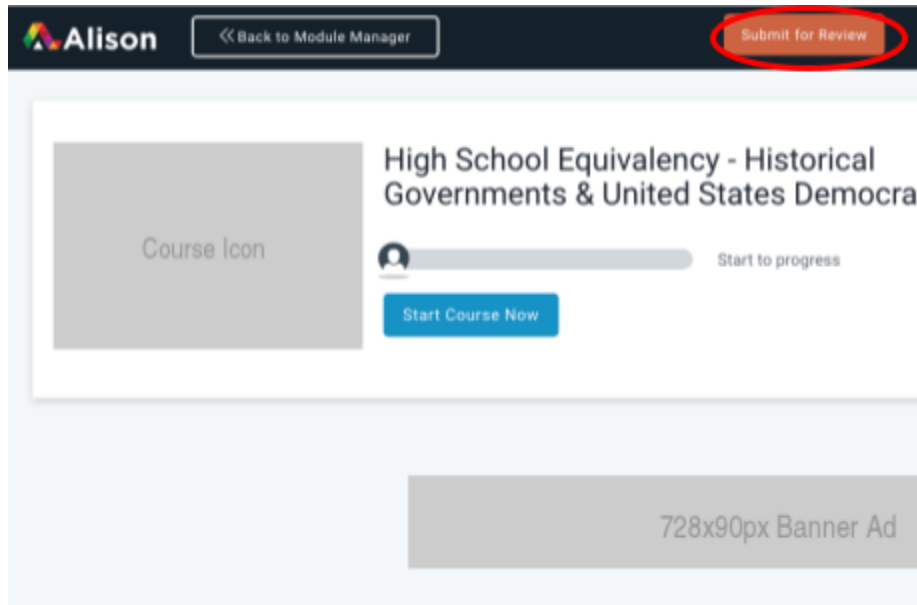 Alison
Back to Module Manager
Submit for Review
High School Equivalency - Historical
Governments & United States Democra
Course Icon
Start to progress
Start Course Now
728x90px Banner Ad